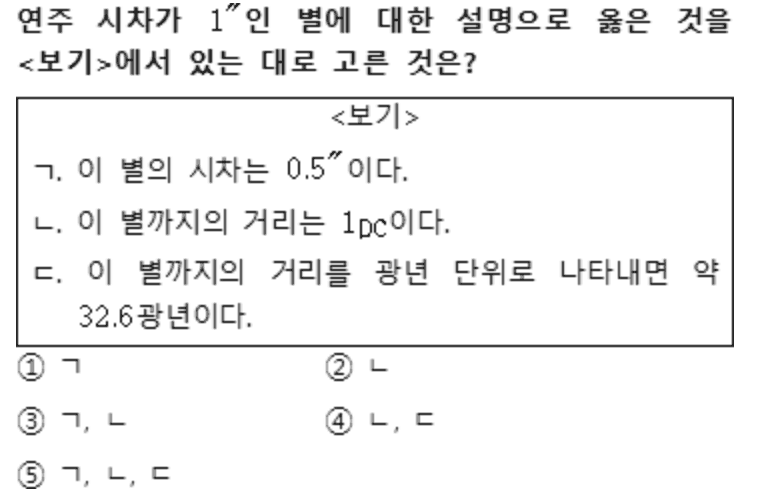 연주 시차가 1″인 별에 대한 설명으로 옳은 것을
<보기>에서 있는 대로 고른 것은?
<보기>
ㄱ. 이 별의 시차는 0.5″이다.
ㄴ. 이 별까지의 거리는 1pc이다.
ㄷ. 이 별까지의 거리를 광년 단위로 나타내면 약
32.6광년이다.
① ㄱ ② ㄴ
③ ㄱ, ㄴ ④ ㄴ, ㄷ
⑤ ㄱ, ㄴ, ㄷ